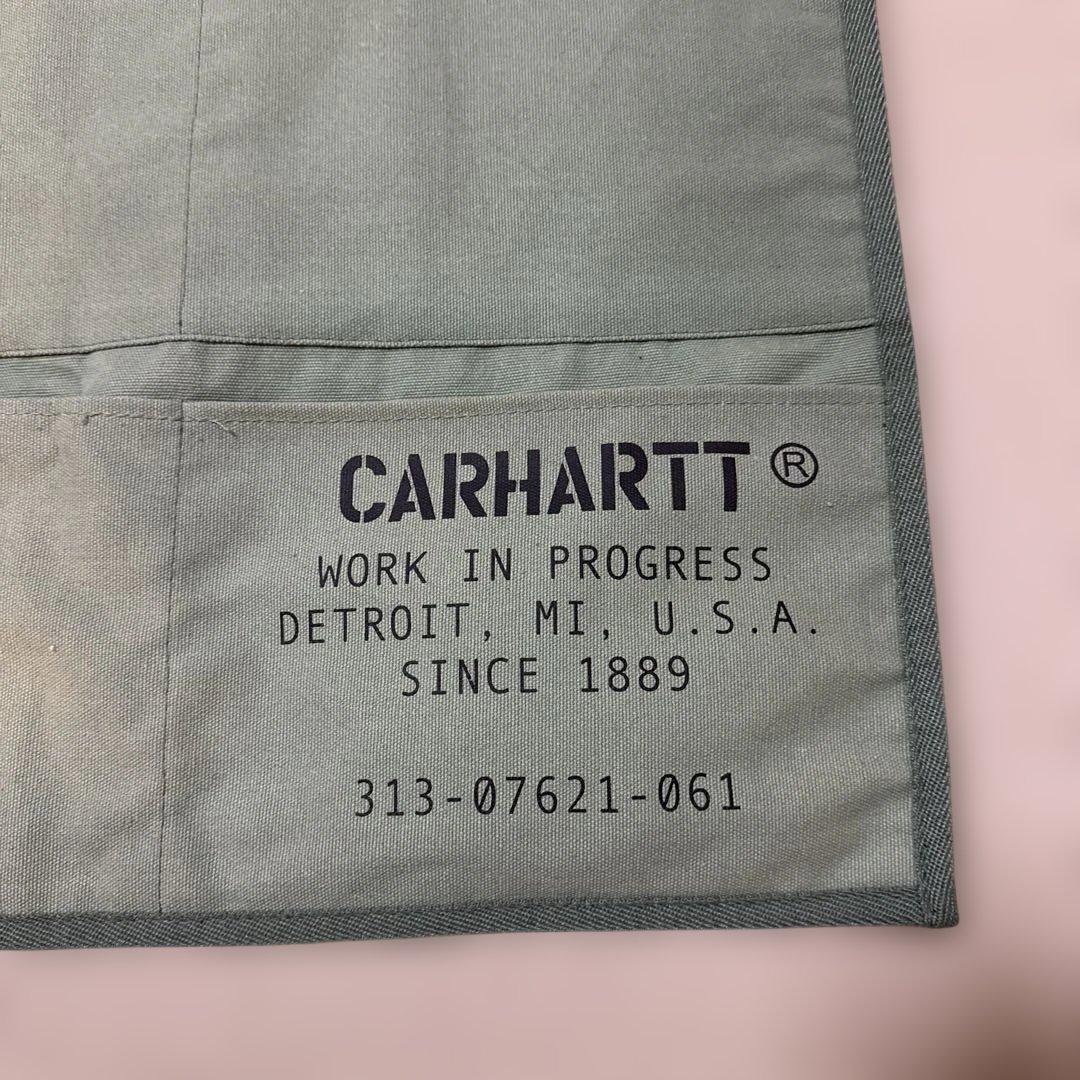 CARHARTT ®
WORK IN PROGRESS
DETROIT, MI, U.S.A.
SINCE 1889
313-07621-061